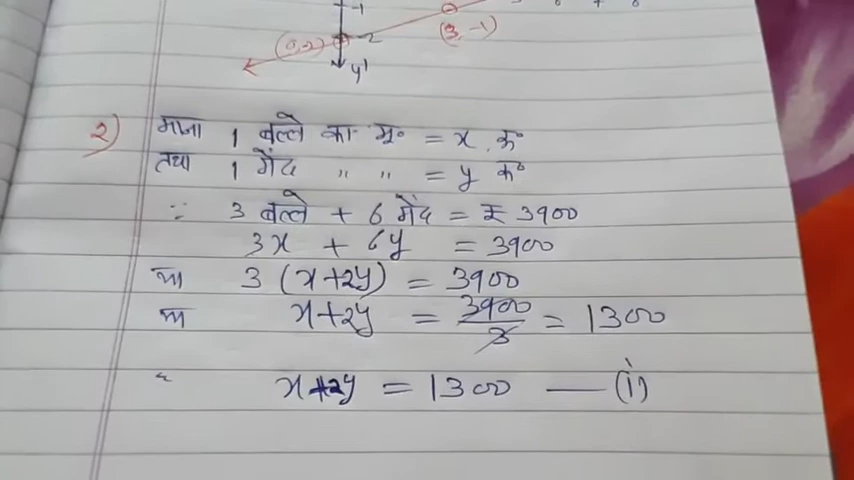 -1
(3, -1)
(0,-2) -2
y'
2) माना 1 बल्ले का मू० = x रू०
तथा 1 गेंद " " = y रू०
∵ 3 बल्ले + 6 गेंद = ₹ 3900
3x + 6y = 3900
या 3 (x+2y) = 3900
या x+2y = 3900/3 = 1300
" x+2y = 1300 — (i)